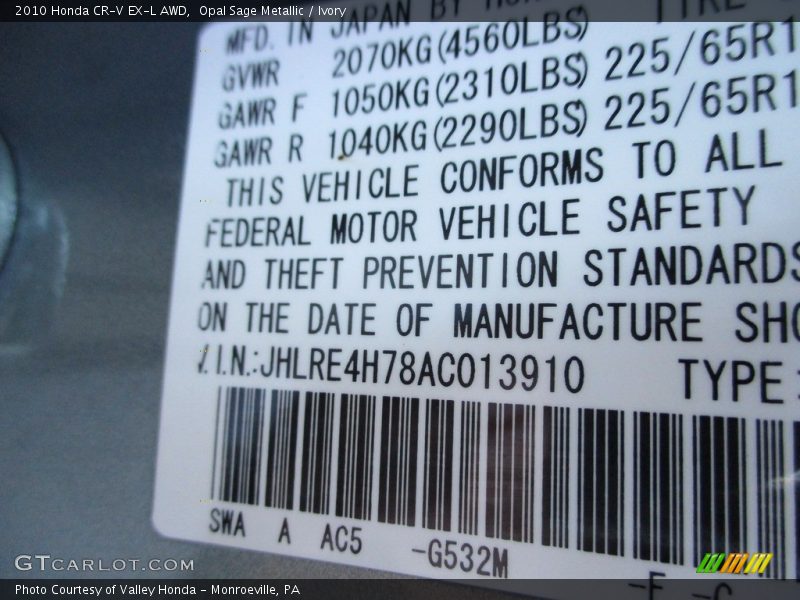 2010 Honda CR-V EX-L AWD, Opal Sage Metallic / Ivory
MFD. IN JAPAN BY
GVWR 2070KG(4560LBS)
GAWR F 1050KG(2310LBS) 225/65R1
GAWR R 1040KG(2290LBS) 225/65R1
THIS VEHICLE CONFORMS TO ALL
FEDERAL MOTOR VEHICLE SAFETY
AND THEFT PREVENTION STANDARDS
ON THE DATE OF MANUFACTURE SHO
V.I.N.:JHLRE4H78AC013910 TYPE:
SWA A AC5 -G532M
GTCARLOT.COM
Photo Courtesy of Valley Honda - Monroeville, PA